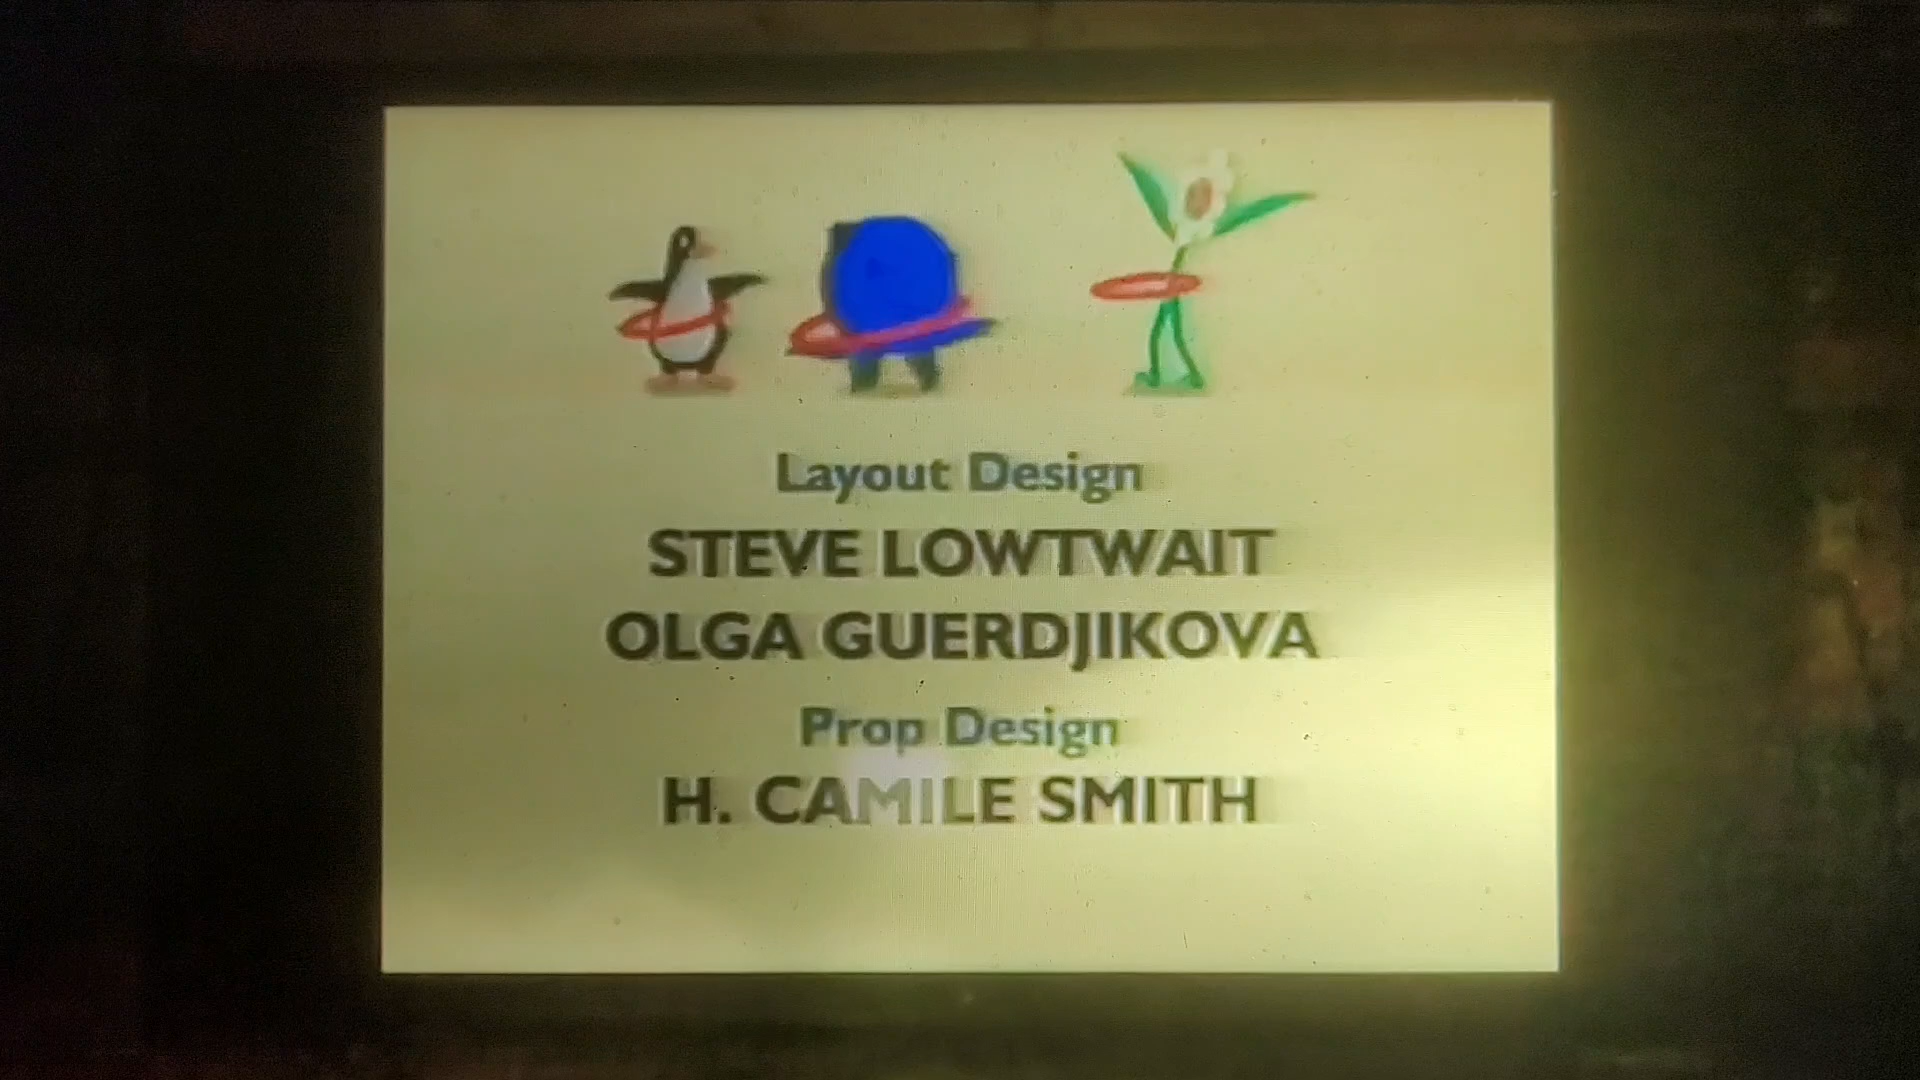 Layout Design
STEVE LOWTWAIT
OLGA GUERDJIKOVA
Prop Design
H. CAMILE SMITH